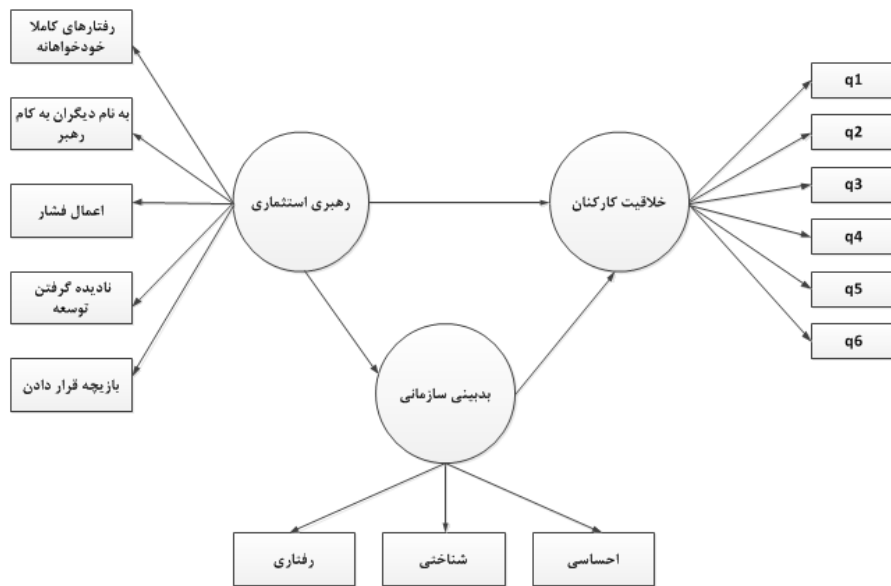 رفتارهای کاملا
خودخواهانه
به نام دیگران به کام
رهبر
اعمال فشار
نادیده گرفتن
توسعه
بازیچه قرار دادن
رهبری استثماری
خلاقیت کارکنان
بدبینی سازمانی
q1
q2
q3
q4
q5
q6
احساسی
شناختی
رفتاری